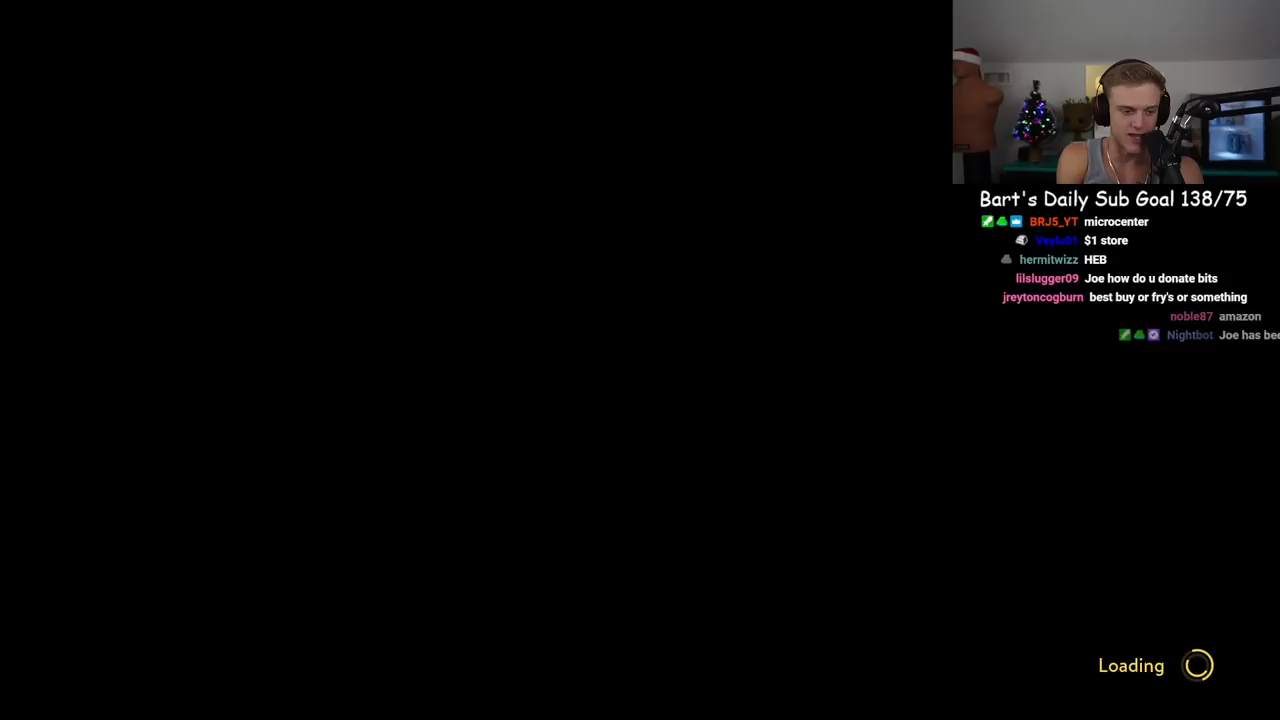 Bart's Daily Sub Goal 138/75
BRJ5_YT microcenter
$1 store
hermitwizz HEB
lilslugger09 Joe how do u donate bits
jreytoncogburn best buy or fry's or something
noble87 amazon
Nightbot Joe has bee
Loading